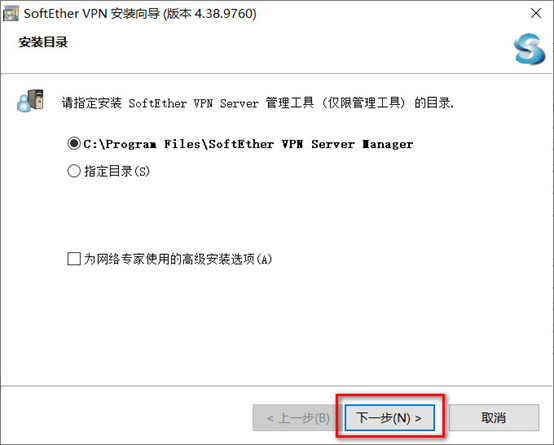 SoftEther VPN 安装向导 (版本 4.38.9760)
安装目录
请指定安装 SoftEther VPN Server 管理工具 (仅限管理工具) 的目录.
C:\Program Files\SoftEther VPN Server Manager
指定目录(S)
为网络专家使用的高级安装选项(A)
< 上一步(B) 下一步(N) > 取消